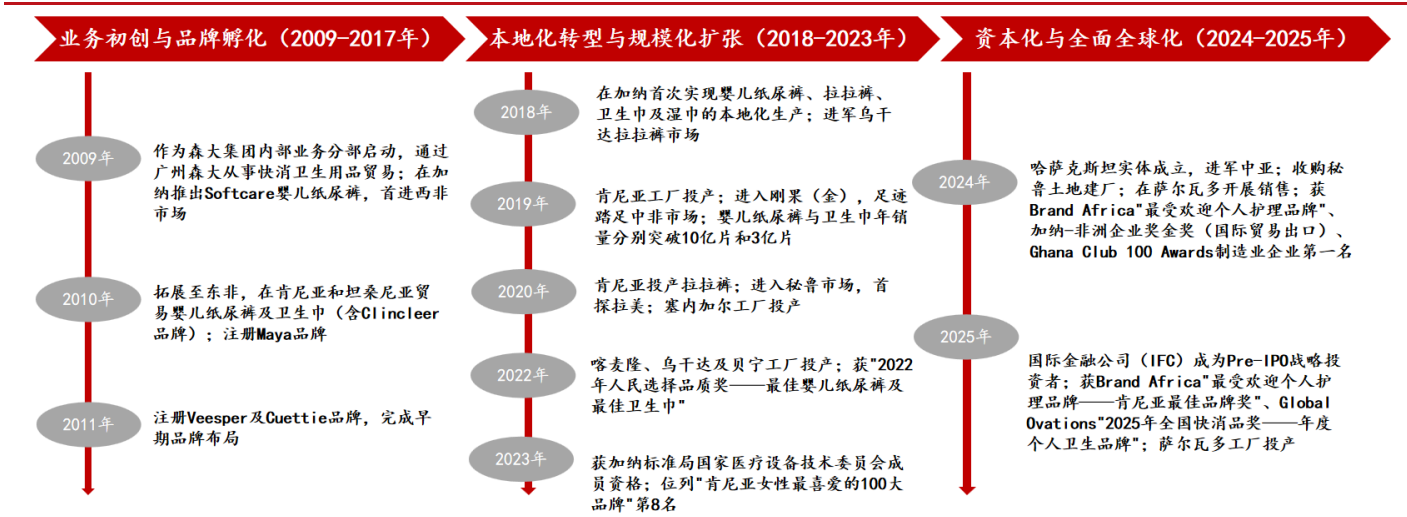 业务初创与品牌孵化（2009-2017年）
2009年
作为森大集团内部业务分部启动，通过
广州森大从事快消卫生用品贸易；在加
纳推出Softcare婴儿纸尿裤，首进西非
市场
2010年
拓展至东非，在肯尼亚和坦桑尼亚贸
易婴儿纸尿裤及卫生巾（含Clincleer
品牌）；注册Maya品牌
2011年
注册Veesper及Cuettie品牌，完成早
期品牌布局
本地化转型与规模化扩张（2018-2023年）
2018年
在加纳首次实现婴儿纸尿裤、拉拉裤、
卫生巾及湿巾的本地化生产；进军乌干
达拉拉裤市场
2019年
肯尼亚工厂投产；进入刚果（金），足迹
踏足中非市场；婴儿纸尿裤与卫生巾年销
量分别突破10亿片和3亿片
2020年
肯尼亚投产拉拉裤；进入秘鲁市场，首
探拉美；塞内加尔工厂投产
2022年
喀麦隆、乌干达及贝宁工厂投产；获"2022
年人民选择品质奖——最佳婴儿纸尿裤及
最佳卫生巾"
2023年
获加纳标准局国家医疗设备技术委员会成
员资格；位列"肯尼亚女性最喜爱的100大
品牌"第8名
资本化与全面全球化（2024-2025年）
2024年
哈萨克斯坦实体成立，进军中亚；收购秘
鲁土地建厂；在萨尔瓦多开展销售；获
Brand Africa"最受欢迎个人护理品牌"、
加纳-非洲企业奖金奖（国际贸易出口）、
Ghana Club 100 Awards制造业企业第一名
2025年
国际金融公司（IFC）成为Pre-IPO战略投
资者；获Brand Africa"最受欢迎个人护
理品牌——肯尼亚最佳品牌奖"、Global
Ovations"2025年全国快消品奖——年度
个人卫生品牌"；萨尔瓦多工厂投产